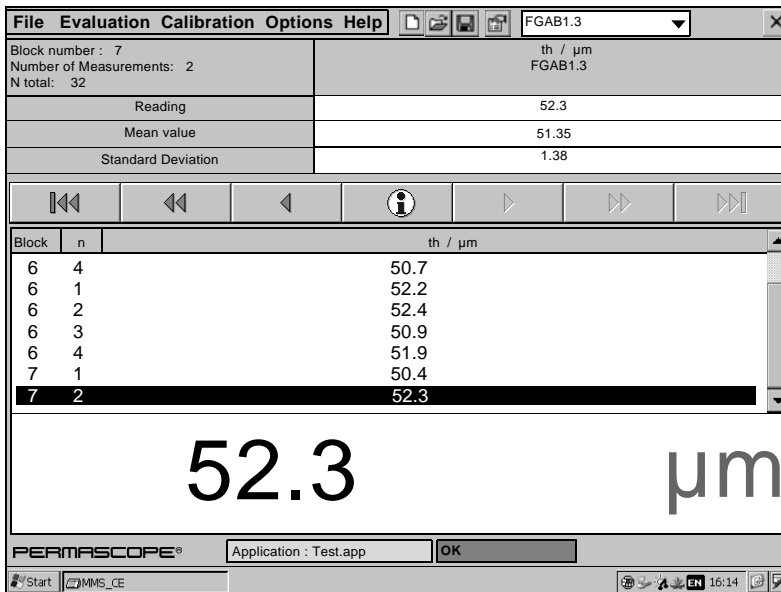 File Evaluation Calibration Options Help FGAB1.3
Block number : 7
Number of Measurements: 2
N total: 32
th / µm
FGAB1.3
Reading 52.3
Mean value 51.35
Standard Deviation 1.38
Block n th / µm
6 4 50.7
6 1 52.2
6 2 52.4
6 3 50.9
6 4 51.9
7 1 50.4
7 2 52.3
52.3 µm
PERMASCOPE® Application : Test.app OK
Start MMS_CE EN 16:14